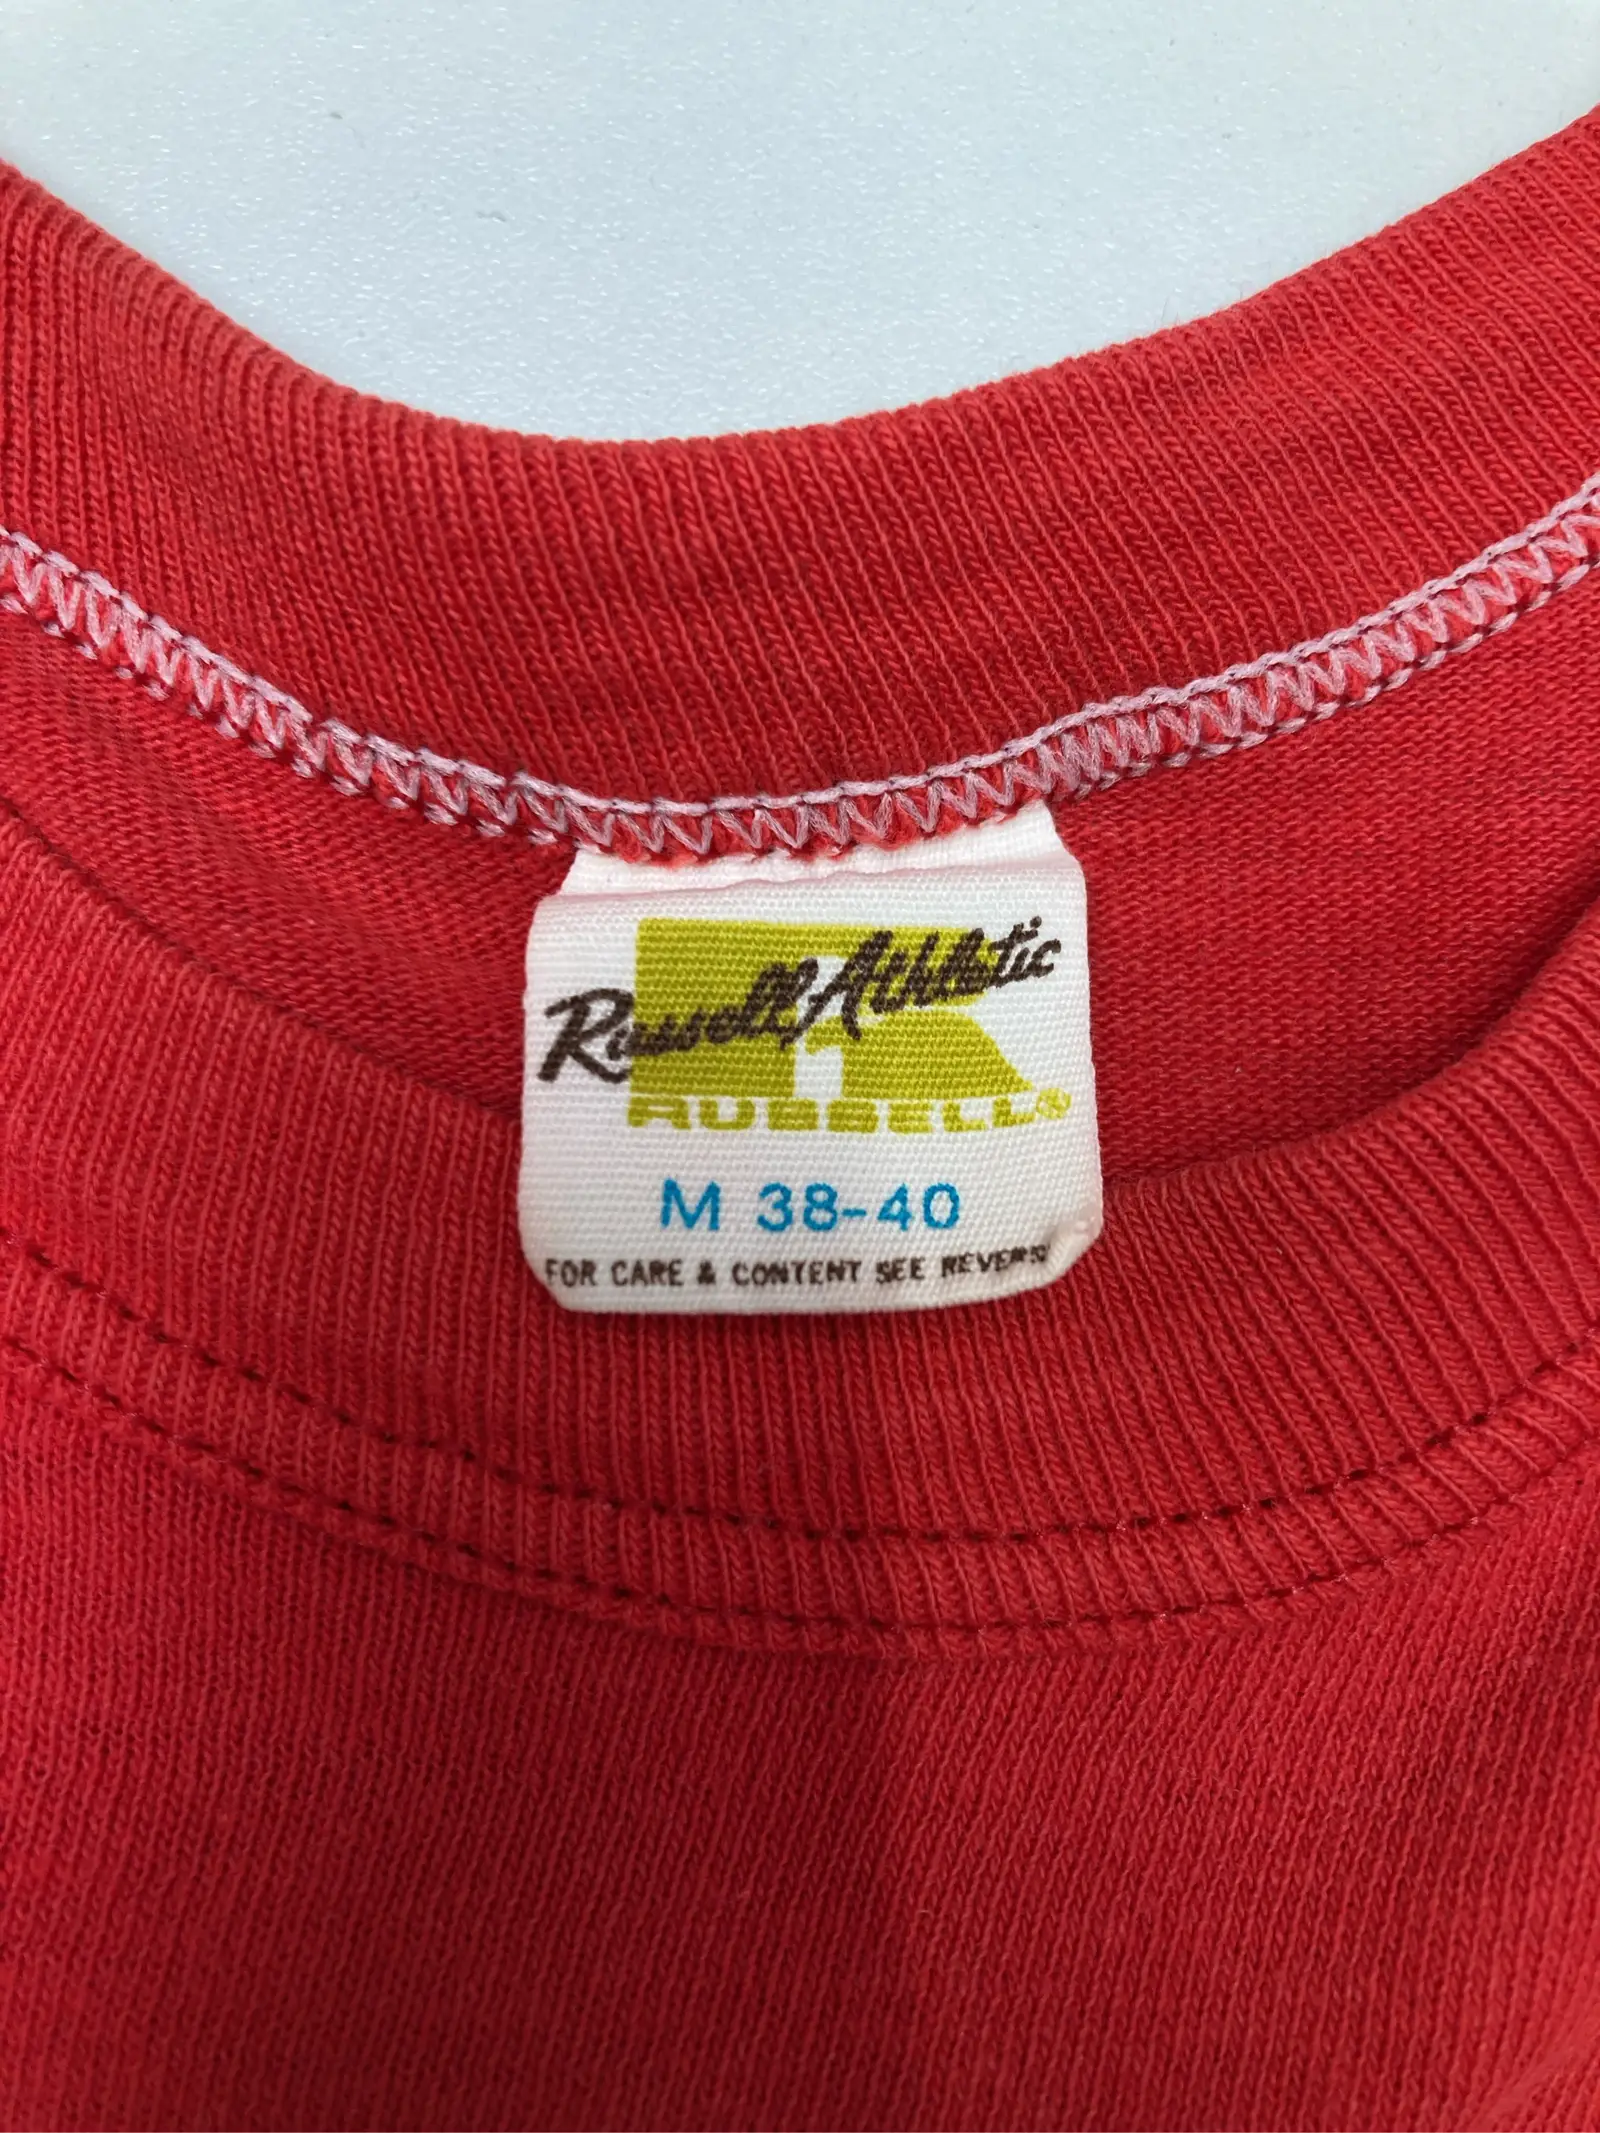 Russell Athletic
R
RUSSELL®
M 38-40
FOR CARE & CONTENT SEE REVERSE